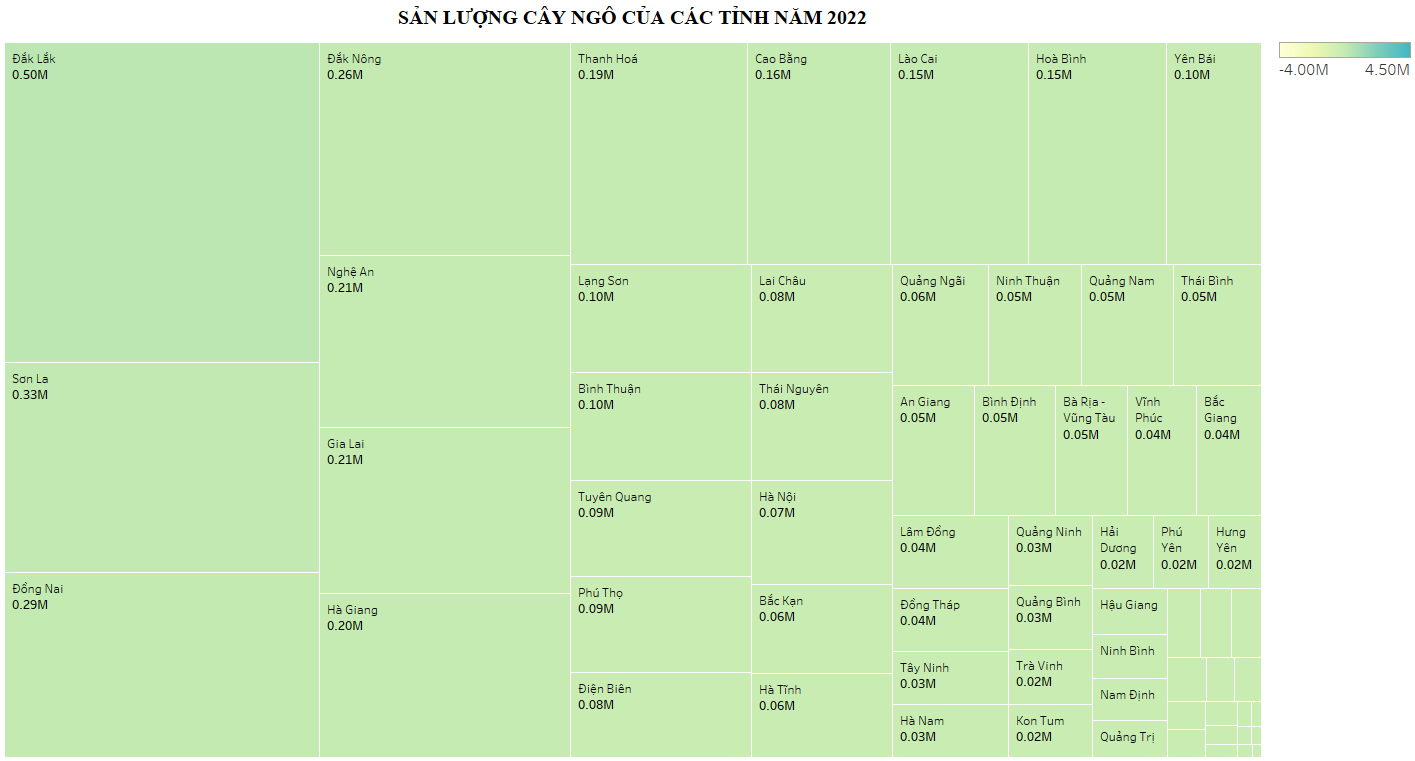 SẢN LƯỢNG CÂY NGÔ CỦA CÁC TỈNH NĂM 2022
Đắk Lắk
0.50M
Sơn La
0.33M
Đồng Nai
0.29M
Đắk Nông
0.26M
Nghệ An
0.21M
Gia Lai
0.21M
Hà Giang
0.20M
Thanh Hoá
0.19M
Cao Bằng
0.16M
Lào Cai
0.15M
Hoà Bình
0.15M
Yên Bái
0.10M
Lạng Sơn
0.10M
Bình Thuận
0.10M
Tuyên Quang
0.09M
Phú Thọ
0.09M
Điện Biên
0.08M
Lai Châu
0.08M
Thái Nguyên
0.08M
Hà Nội
0.07M
Bắc Kạn
0.06M
Hà Tĩnh
0.06M
Quảng Ngãi
0.06M
Ninh Thuận
0.05M
Quảng Nam
0.05M
Thái Bình
0.05M
An Giang
0.05M
Bình Định
0.05M
Bà Rịa -
Vũng Tàu
0.05M
Vĩnh
Phúc
0.04M
Bắc
Giang
0.04M
Lâm Đồng
0.04M
Đồng Tháp
0.04M
Tây Ninh
0.03M
Hà Nam
0.03M
Quảng Ninh
0.03M
Quảng Bình
0.03M
Trà Vinh
0.02M
Kon Tum
0.02M
Hải
Dương
0.02M
Phú
Yên
0.02M
Hưng
Yên
0.02M
Hậu Giang
Ninh Bình
Nam Định
Quảng Trị
-4.00M
4.50M